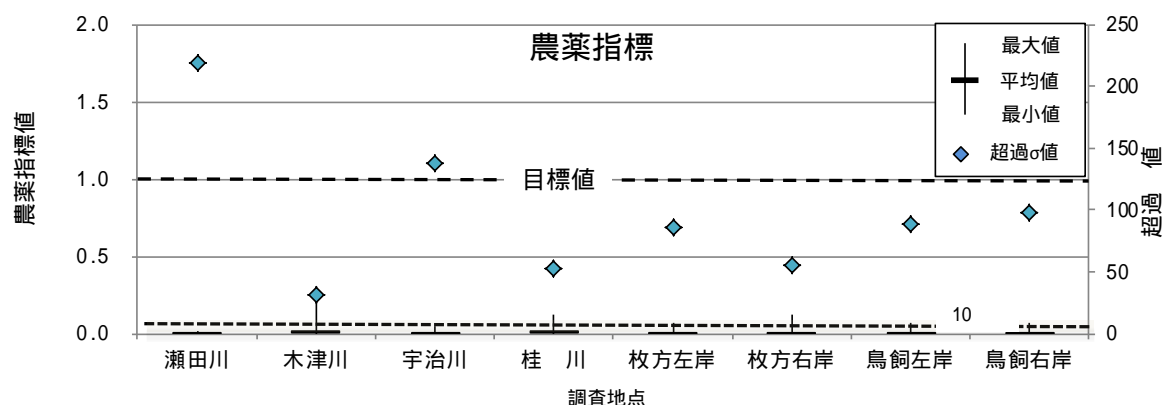 農薬指標
農薬指標値
2.0
1.5
1.0
0.5
0.0
250
200
150
100
50
0
超過　値
最大値
平均値
最小値
超過σ値
目標値
10
瀬田川 木津川 宇治川 桂　川 枚方左岸 枚方右岸 鳥飼左岸 鳥飼右岸
調査地点